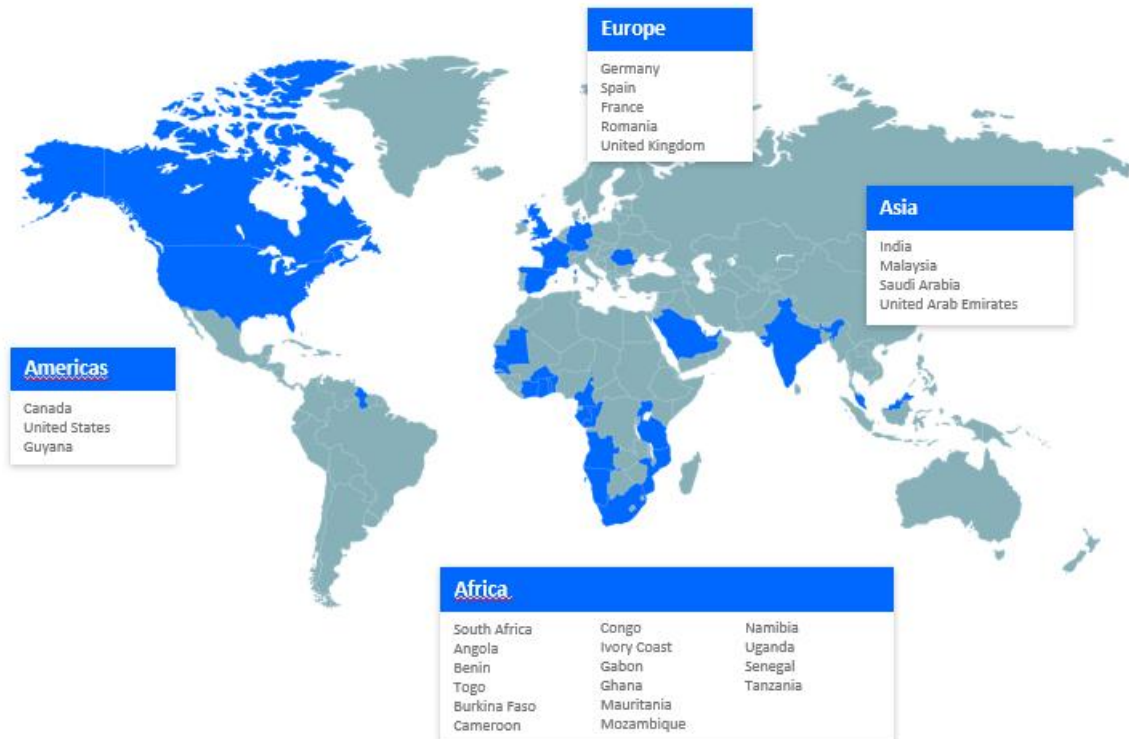 Europe
Germany
Spain
France
Romania
United Kingdom
Asia
India
Malaysia
Saudi Arabia
United Arab Emirates
Americas
Canada
United States
Guyana
Africa
South Africa
Angola
Benin
Togo
Burkina Faso
Cameroon
Congo
Ivory Coast
Gabon
Ghana
Mauritania
Mozambique
Namibia
Uganda
Senegal
Tanzania